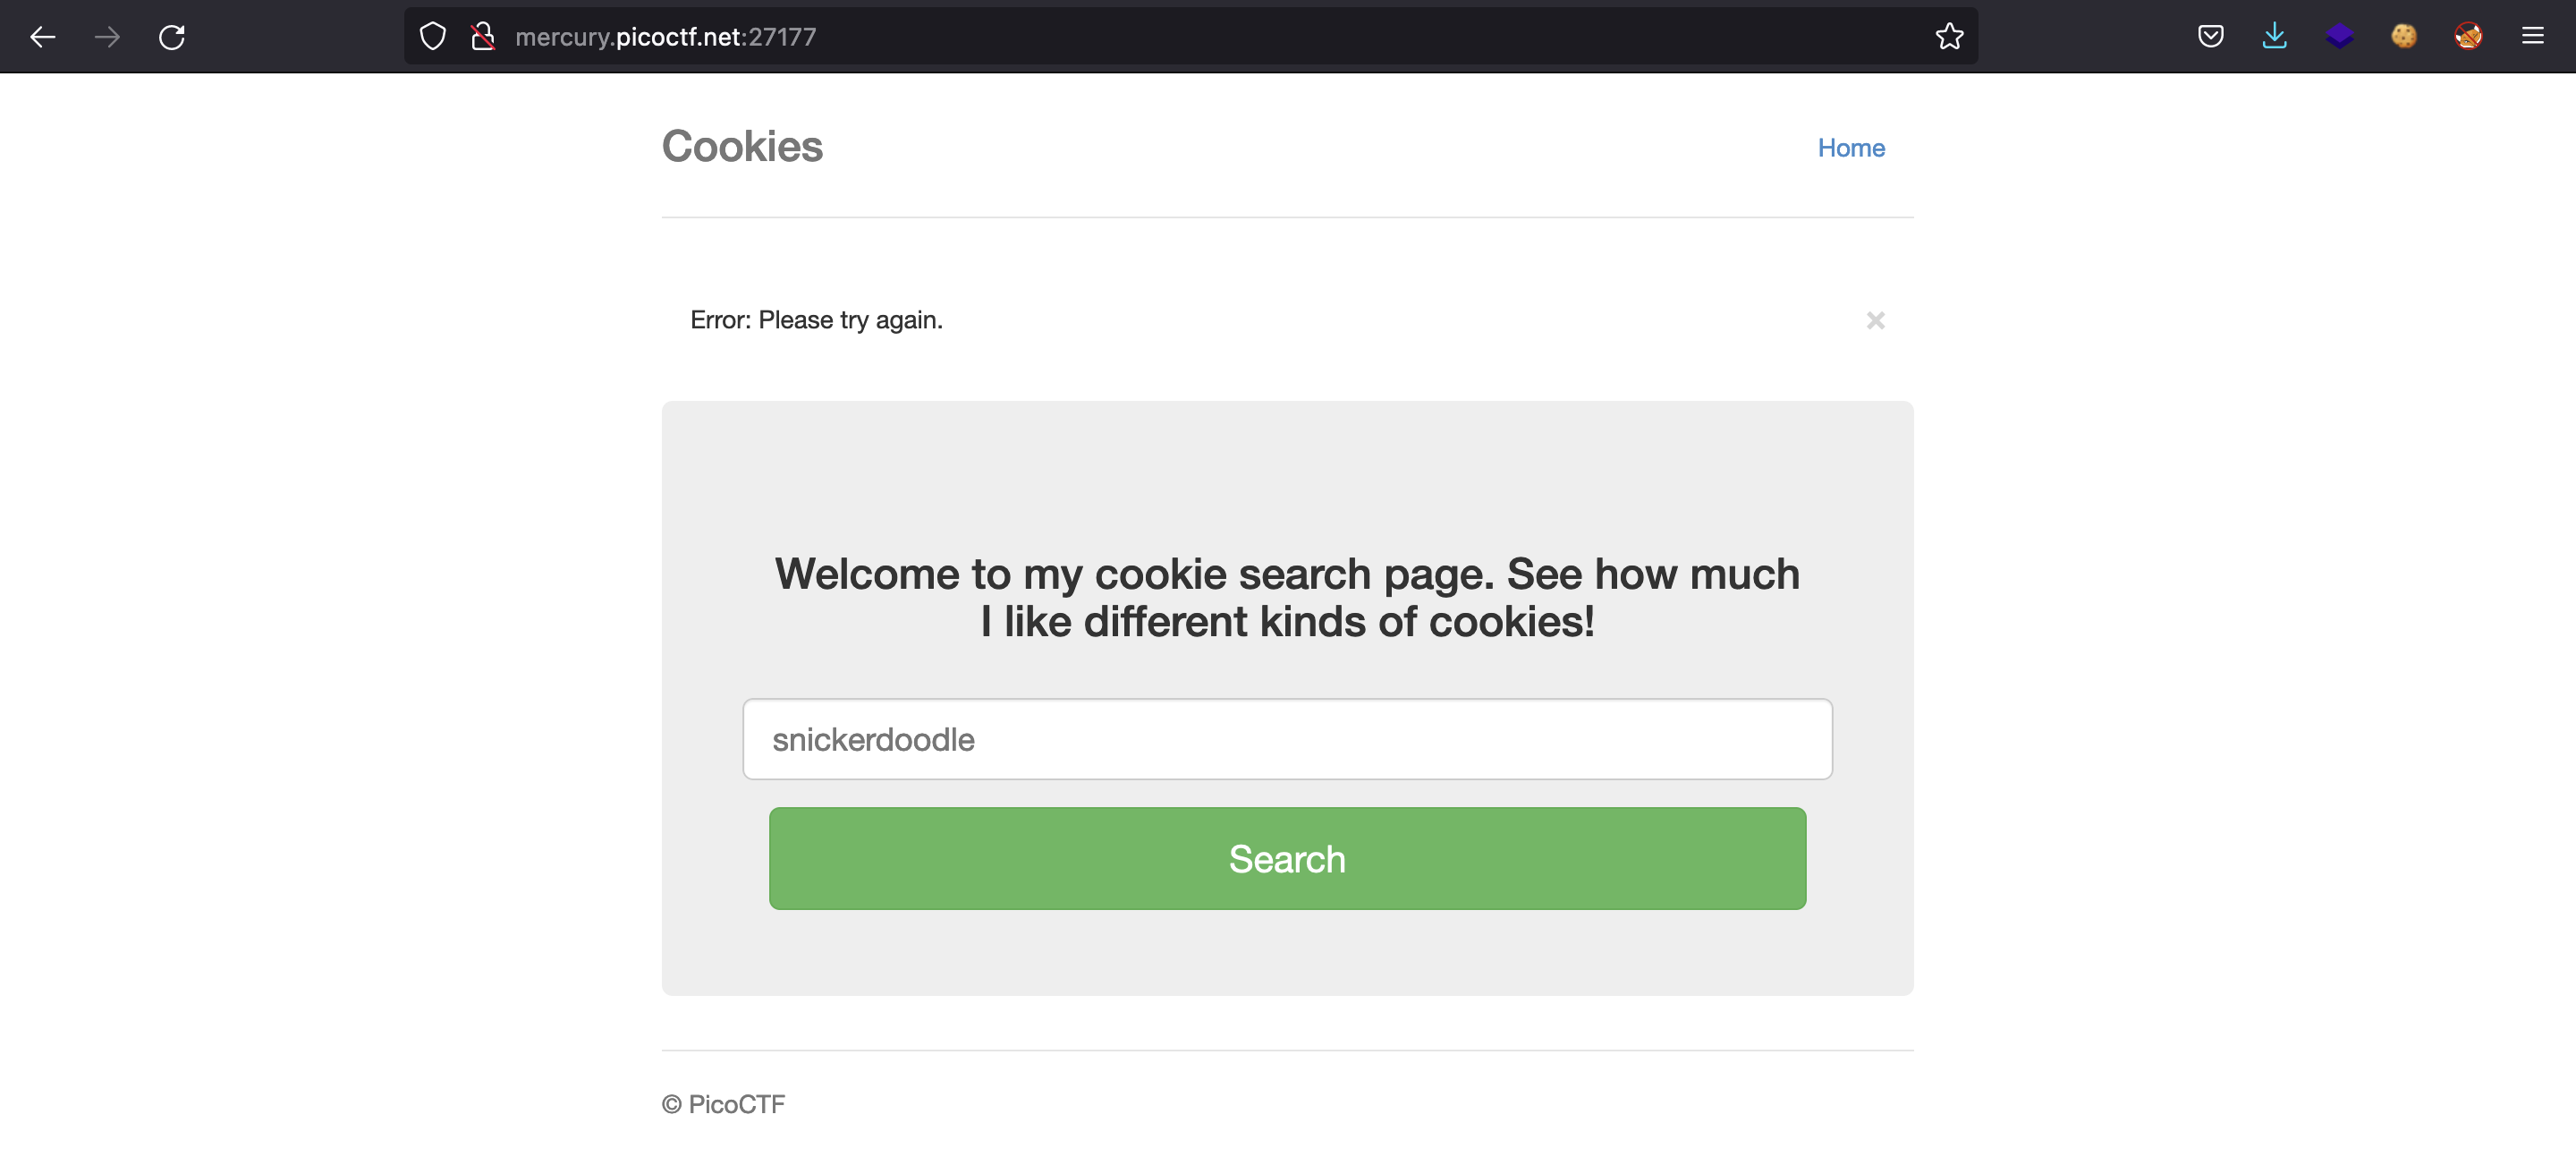 mercury.picoctf.net:27177
Cookies
Home
Error: Please try again.
×
Welcome to my cookie search page. See how much
I like different kinds of cookies!
snickerdoodle
Search
© PicoCTF